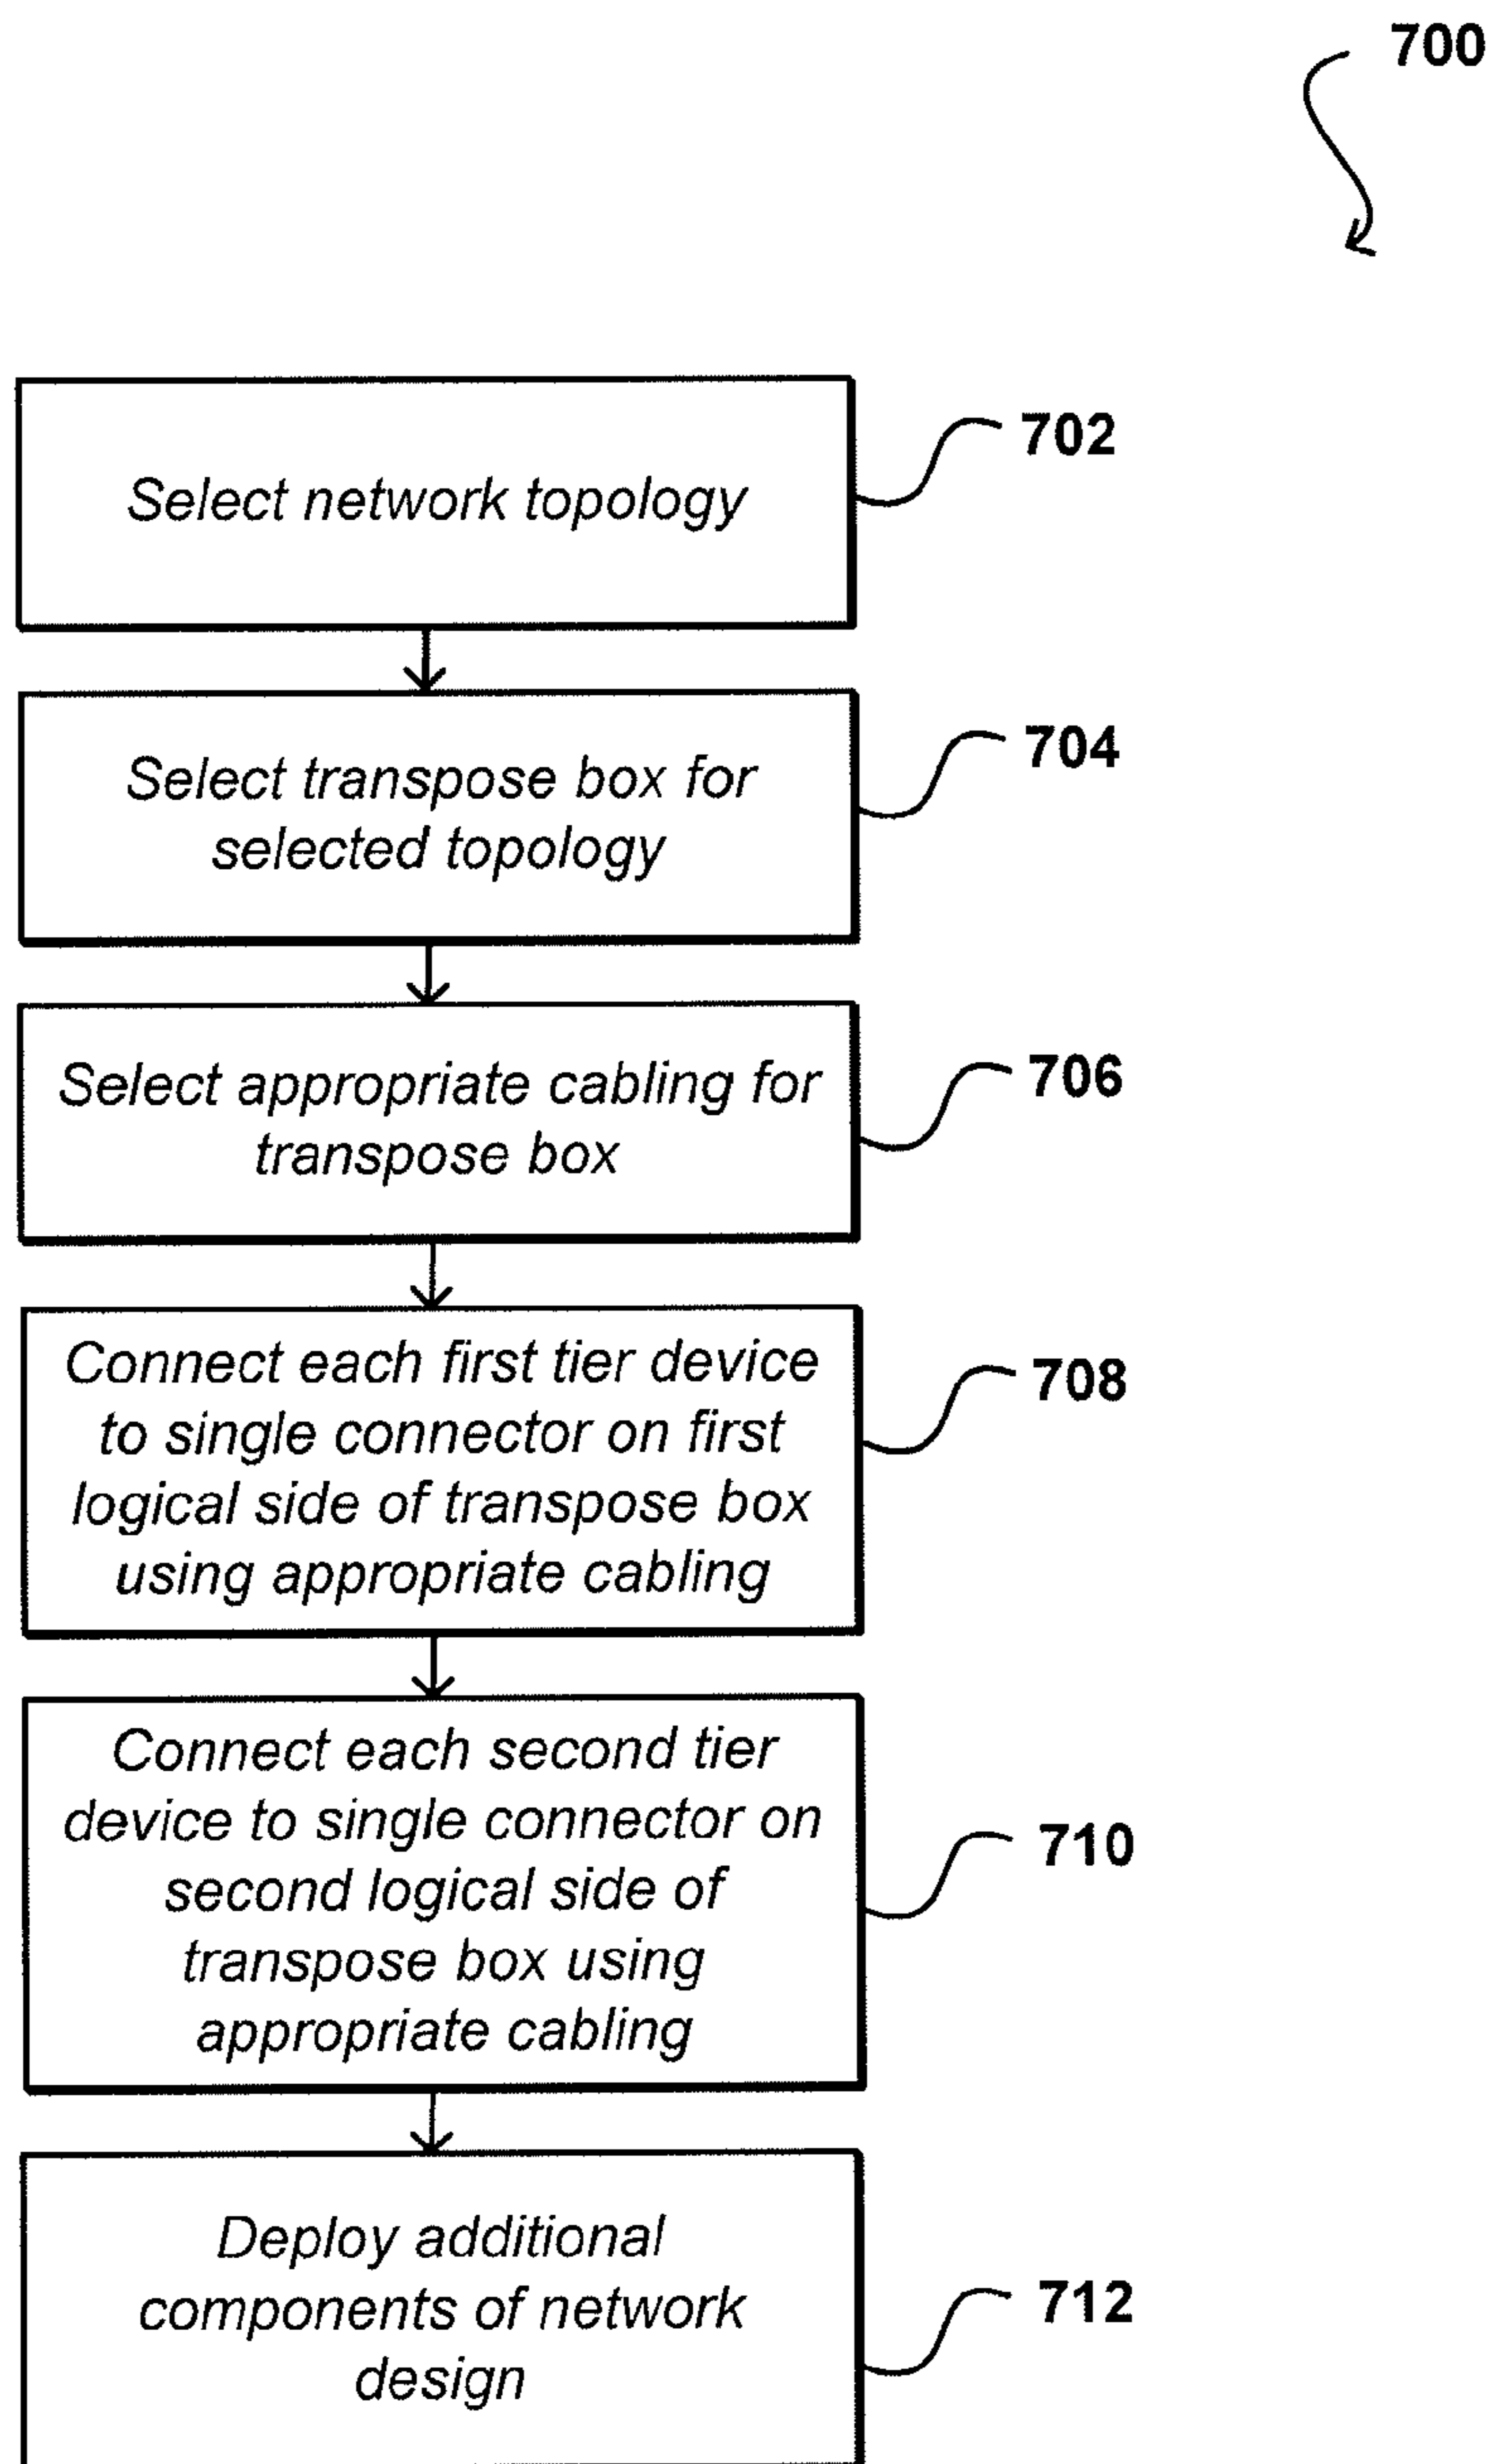 700
Select network topology
702
Select transpose box for
selected topology
704
Select appropriate cabling for
transpose box
706
Connect each first tier device
to single connector on first
logical side of transpose box
using appropriate cabling
708
Connect each second tier
device to single connector on
second logical side of
transpose box using
appropriate cabling
710
Deploy additional
components of network
design
712